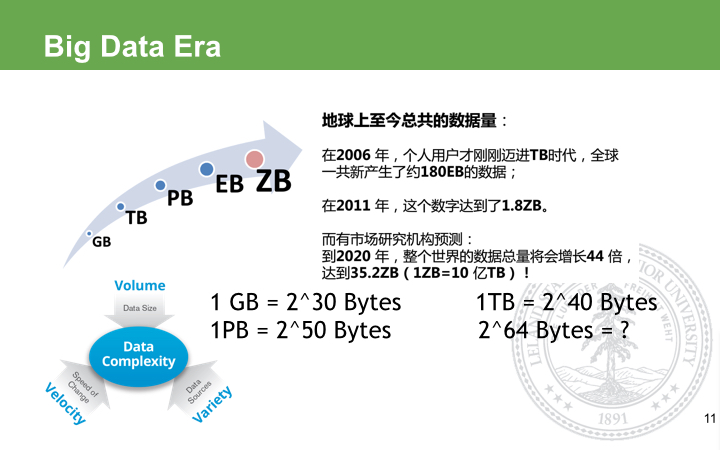 Big Data Era
地球上至今总共的数据量：
在2006 年，个人用户才刚刚迈进TB时代，全球
一共新产生了约180EB的数据；
在2011 年，这个数字达到了1.8ZB。
而有市场研究机构预测：
到2020 年，整个世界的数据总量将会增长44 倍，
达到35.2ZB（1ZB=10 亿TB）！
GB
TB
PB
EB
ZB
Volume
Data Size
Data
Complexity
Speed of
Change
Velocity
Data
Sources
Variety
1 GB = 2^30 Bytes
1TB = 2^40 Bytes
1PB = 2^50 Bytes
2^64 Bytes = ?
1891
11